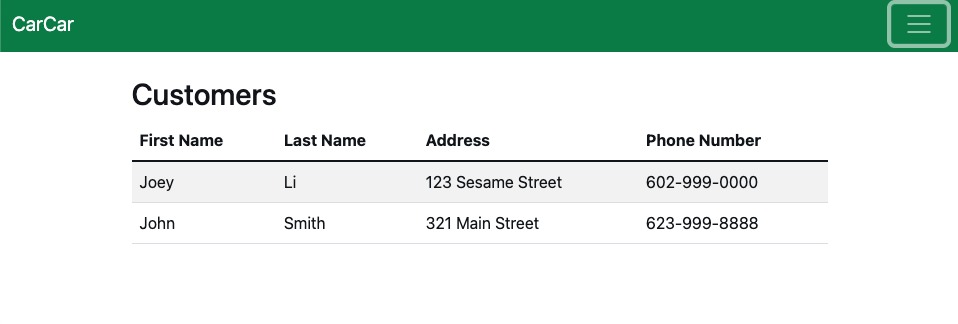 CarCar
Customers
First Name Last Name Address Phone Number
Joey Li 123 Sesame Street 602-999-0000
John Smith 321 Main Street 623-999-8888